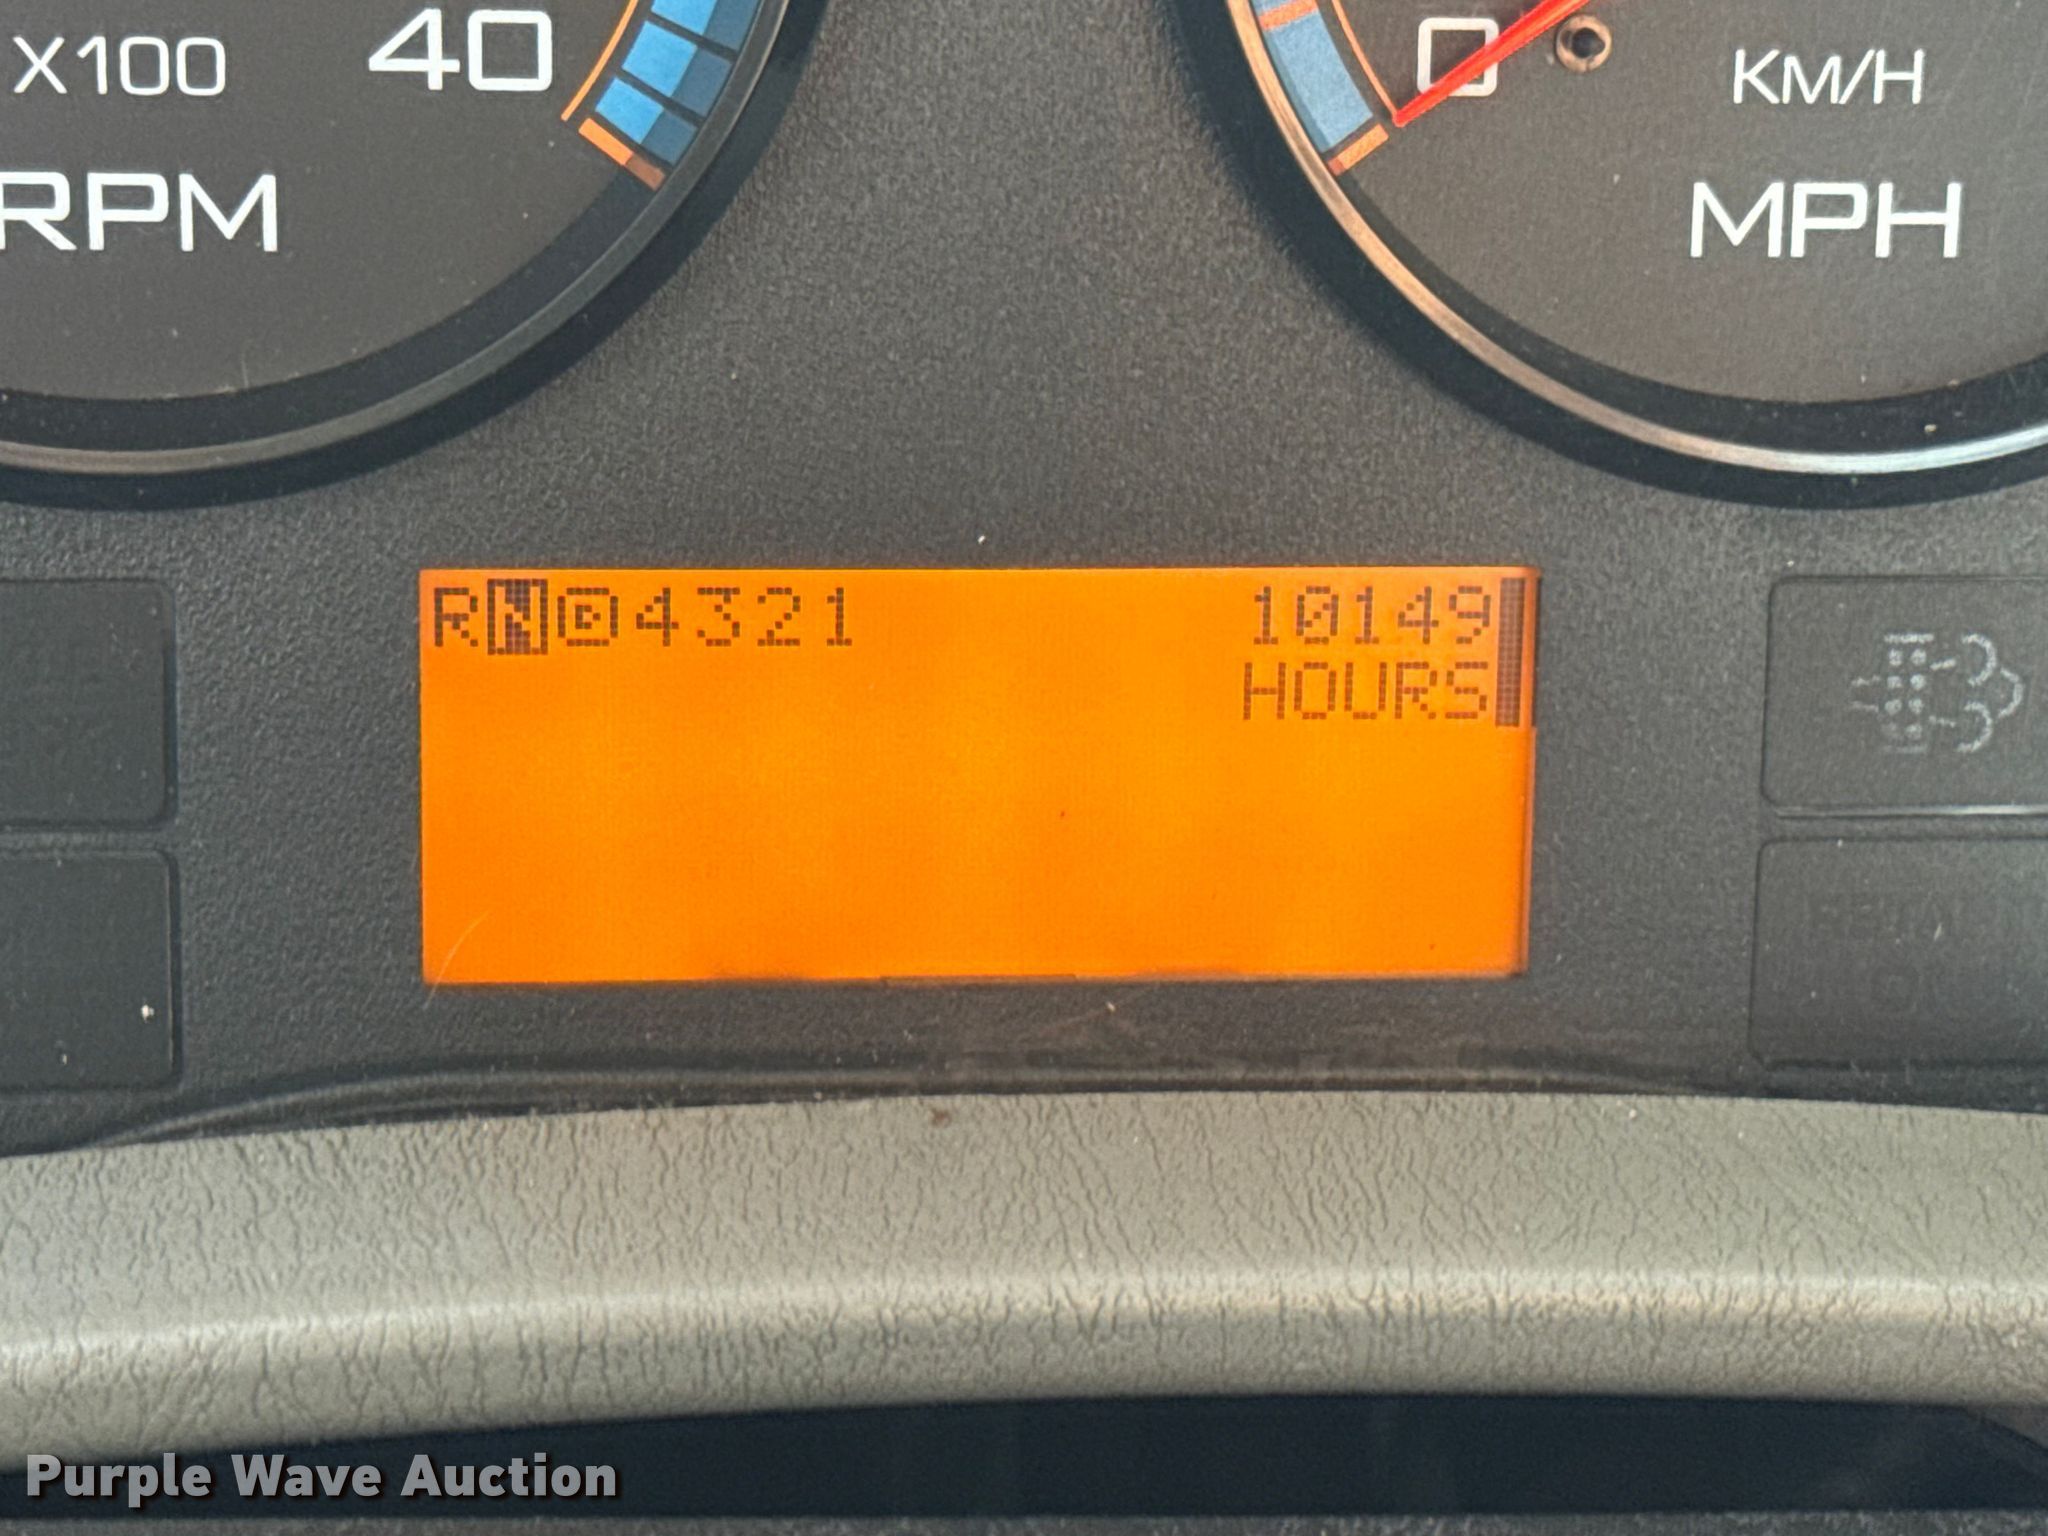 X100
40
RPM
0
KM/H
MPH
RND4321
10149
HOURS
Purple Wave Auction